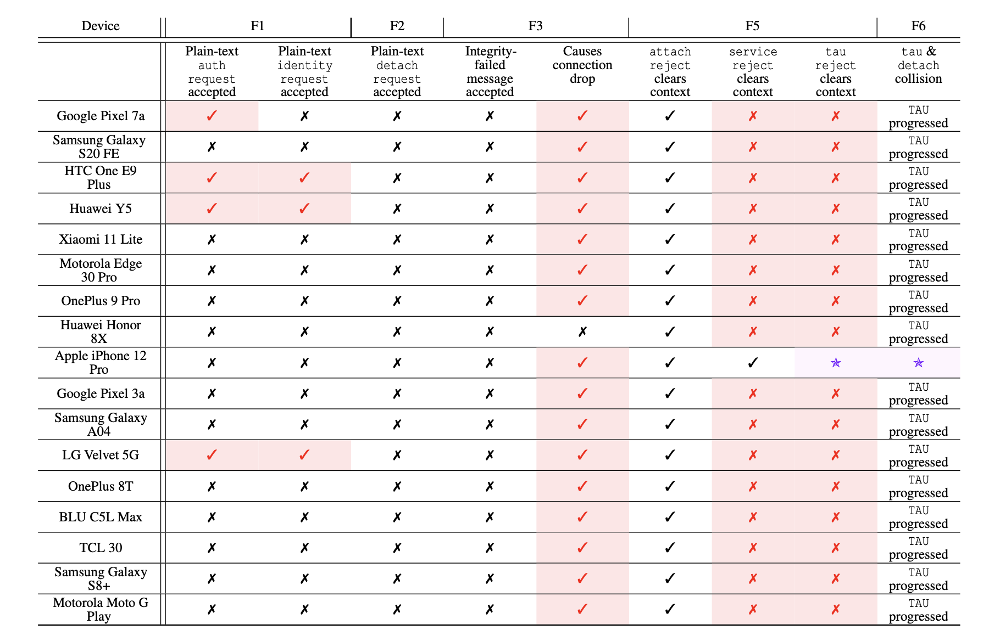 Device F1 F2 F3 F5 F6
Plain-text Plain-text Plain-text Integrity- Causes attach service tau tau &
auth identity detach failed connection reject reject reject detach
request request request message drop clears clears clears collision
accepted accepted accepted accepted context context context
Google Pixel 7a ✓ ✗ ✗ ✗ ✓ ✓ ✗ ✗ TAU
progressed
Samsung Galaxy
S20 FE ✗ ✗ ✗ ✗ ✓ ✓ ✗ ✗ TAU
progressed
HTC One E9
Plus ✓ ✓ ✗ ✗ ✓ ✓ ✗ ✗ TAU
progressed
Huawei Y5 ✓ ✓ ✗ ✗ ✓ ✓ ✗ ✗ TAU
progressed
Xiaomi 11 Lite ✗ ✗ ✗ ✗ ✓ ✓ ✗ ✗ TAU
progressed
Motorola Edge
30 Pro ✗ ✗ ✗ ✗ ✓ ✓ ✗ ✗ TAU
progressed
OnePlus 9 Pro ✗ ✗ ✗ ✗ ✓ ✓ ✗ ✗ TAU
progressed
Huawei Honor
8X ✗ ✗ ✗ ✗ ✗ ✓ ✗ ✗ TAU
progressed
Apple iPhone 12
Pro ✗ ✗ ✗ ✗ ✓ ✓ ✓ ✯ ✯
Google Pixel 3a ✗ ✗ ✗ ✗ ✓ ✓ ✗ ✗ TAU
progressed
Samsung Galaxy
A04 ✗ ✗ ✗ ✗ ✓ ✓ ✗ ✗ TAU
progressed
LG Velvet 5G ✓ ✓ ✗ ✗ ✓ ✓ ✗ ✗ TAU
progressed
OnePlus 8T ✗ ✗ ✗ ✗ ✓ ✓ ✗ ✗ TAU
progressed
BLU C5L Max ✗ ✗ ✗ ✗ ✓ ✓ ✗ ✗ TAU
progressed
TCL 30 ✗ ✗ ✗ ✗ ✓ ✓ ✗ ✗ TAU
progressed
Samsung Galaxy
S8+ ✗ ✗ ✗ ✗ ✓ ✓ ✗ ✗ TAU
progressed
Motorola Moto G
Play ✗ ✗ ✗ ✗ ✓ ✓ ✗ ✗ TAU
progressed